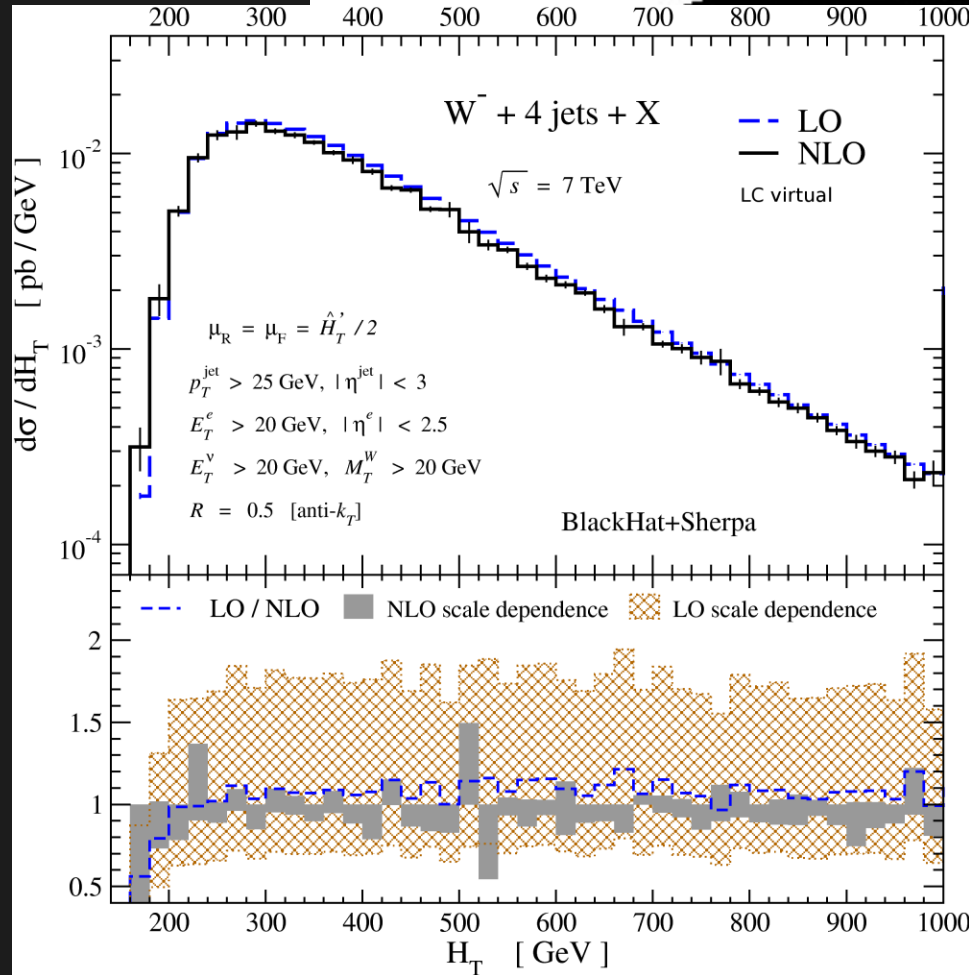 200 300 400 500 600 700 800 900 1000
W⁻ + 4 jets + X
LO
NLO
√s = 7 TeV
LC virtual
dσ / dH_T [ pb / GeV ]
10⁻²
10⁻³
10⁻⁴
μ_R = μ_F = Ĥ_T' / 2
p_T^jet > 25 GeV, | η^jet | < 3
E_T^e > 20 GeV, | η^e | < 2.5
E_T^ν > 20 GeV, M_T^W > 20 GeV
R = 0.5 [anti-k_T]
BlackHat+Sherpa
LO / NLO NLO scale dependence LO scale dependence
2
1.5
1
0.5
200 300 400 500 600 700 800 900 1000
H_T [ GeV ]